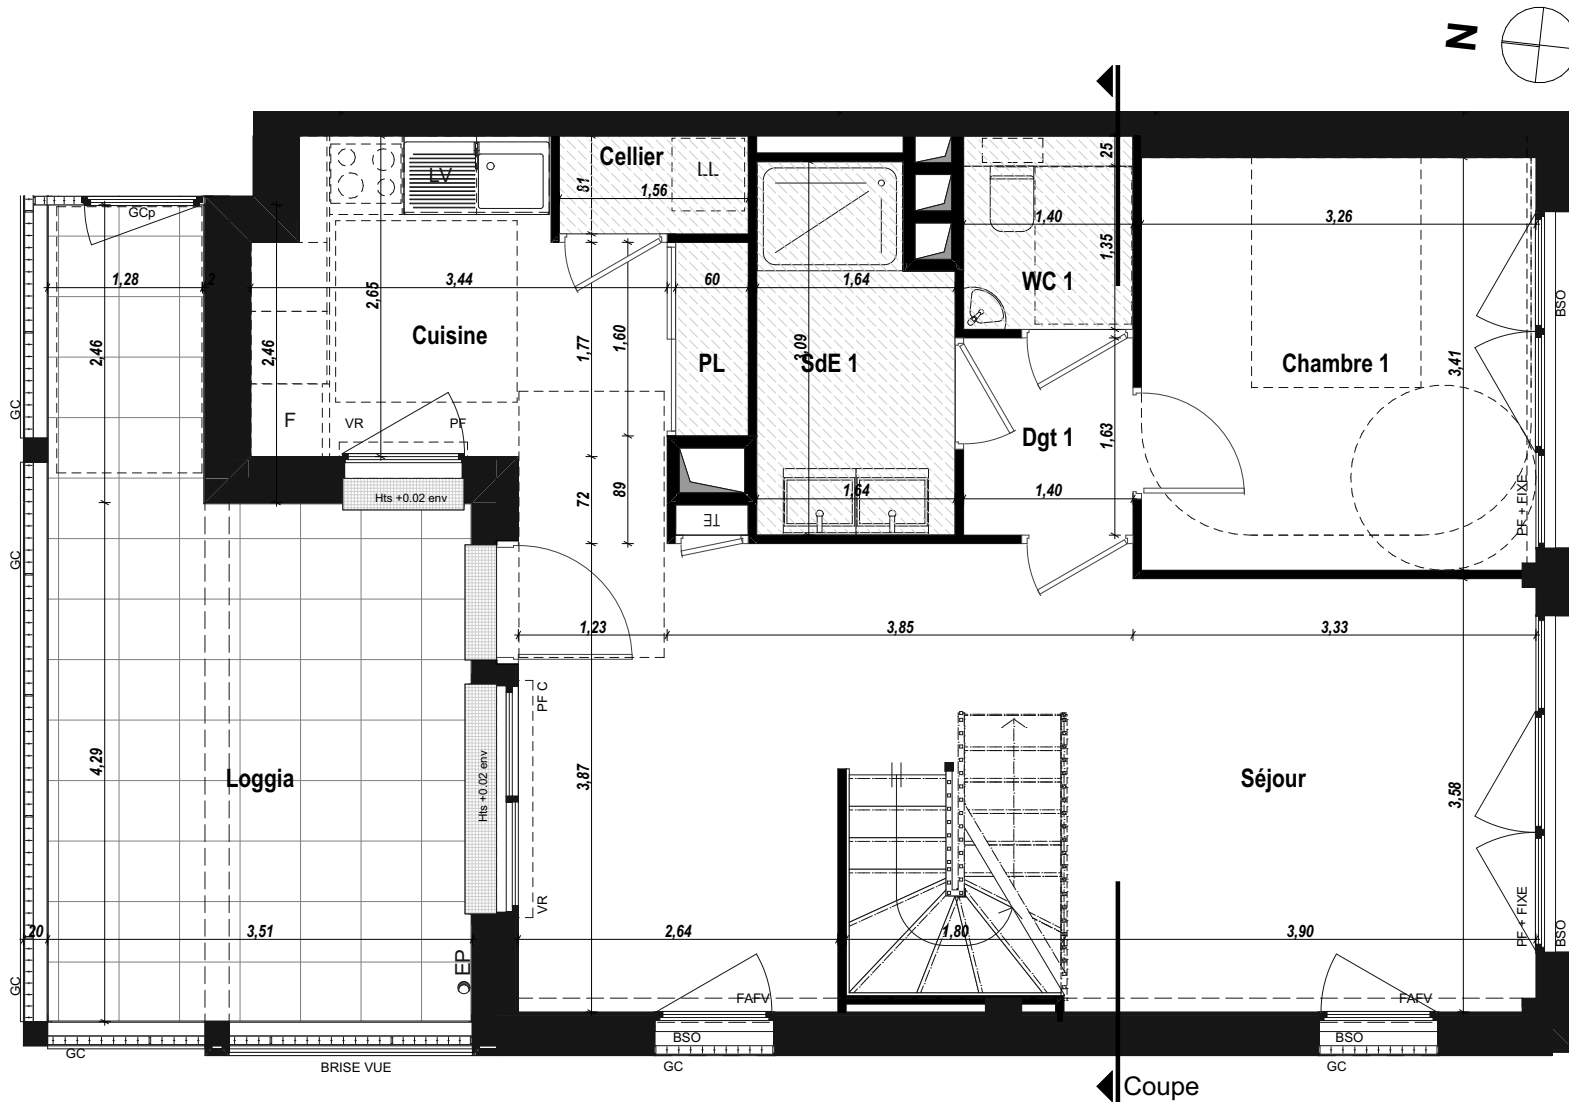 N
Cellier
LV
LL
81
1,56
25
1,40
1,35
3,26
GCp
1,28
2
3,44
2,65
60
1,64
WC 1
BSO
Cuisine
1,77
1,60
2,46
2,46
PL
3,09
SdE 1
Chambre 1
3,41
GC
F
VR
PF
Dgt 1
1,63
Hts +0.02 env
72
89
1,64
1,40
PF + FIXE
TE
GC
1,23
3,85
3,33
PF C
4,29
Loggia
Hts +0.02 env
3,87
Séjour
3,58
VR
20
3,51
2,64
1,80
3,90
PF + FIXE
BSO
EP
GC
FAFV
FAFV
BSO
BSO
GC
BRISE VUE
GC
GC
Coupe